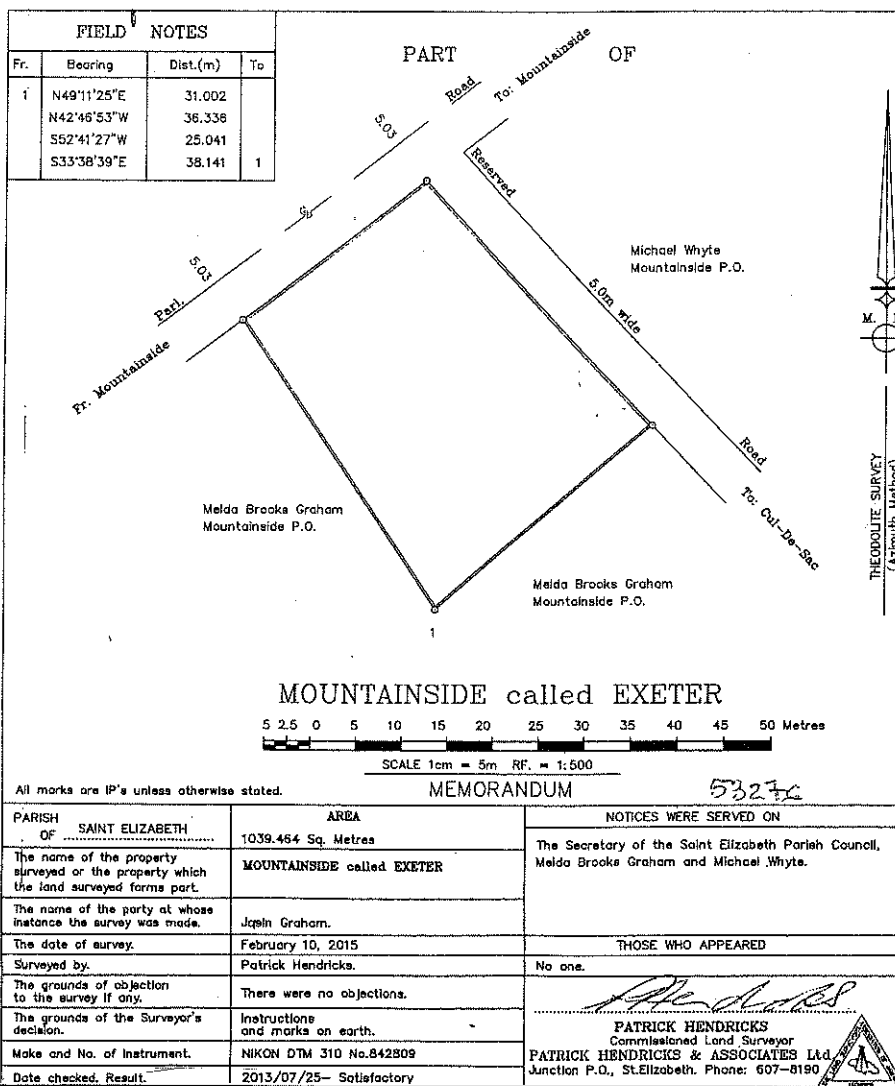 FIELD NOTES
Fr. Bearing Dist.(m) To
1 N49°11'25"E 31.002
N42°46'53"W 36.336
S52°41'27"W 25.041
S33°38'39"E 38.141 1
PART OF
Road
To: Mountainside
5.03
Reserved
5.03
Parl.
Michael Whyte
Mountainside P.O.
5.0m wide
M.
Fr. Mountainside
Road
To: Cul-De-Sac
Melda Brooks Graham
Mountainside P.O.
Melda Brooks Graham
Mountainside P.O.
1
THEODOLITE SURVEY
(Azimuth Method)
MOUNTAINSIDE called EXETER
5 2.5 0 5 10 15 20 25 30 35 40 45 50 Metres
SCALE 1cm = 5m RF. = 1:500
All marks are IP's unless otherwise stated.
MEMORANDUM
PARISH OF SAINT ELIZABETH
AREA
1039.464 Sq. Metres
NOTICES WERE SERVED ON
The Secretary of the Saint Elizabeth Parish Council,
Melda Brooks Graham and Michael Whyte.
The name of the property
surveyed or the property which
the land surveyed forms part.
MOUNTAINSIDE called EXETER
The name of the party at whose
instance the survey was made.
Graham.
The date of survey.
February 10, 2015
THOSE WHO APPEARED
Surveyed by.
Patrick Hendricks.
No one.
The grounds of objection
to the survey if any.
There were no objections.
The grounds of the Surveyor's
decision.
Instructions
and marks on earth.
PHendricks
PATRICK HENDRICKS
Commissioned Land Surveyor
PATRICK HENDRICKS & ASSOCIATES Ltd
Junction P.O., St.Elizabeth. Phone: 607-8190
Make and No. of Instrument.
NIKON DTM 310 No.842809
Date checked. Result.
2013/07/25- Satisfactory